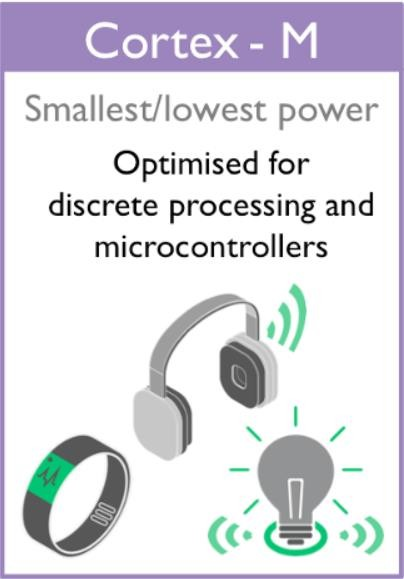 Cortex - M
Smallest/lowest power
Optimised for
discrete processing and
microcontrollers